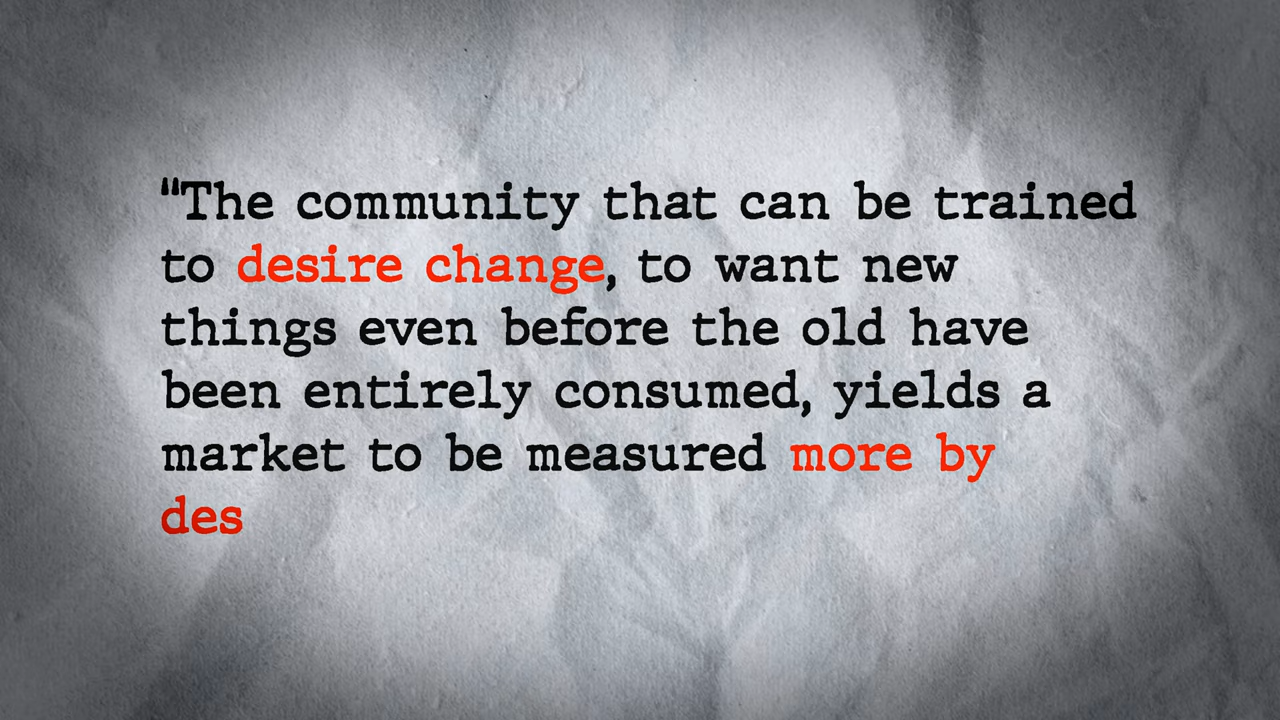 "The community that can be trained
to desire change, to want new
things even before the old have
been entirely consumed, yields a
market to be measured more by
des